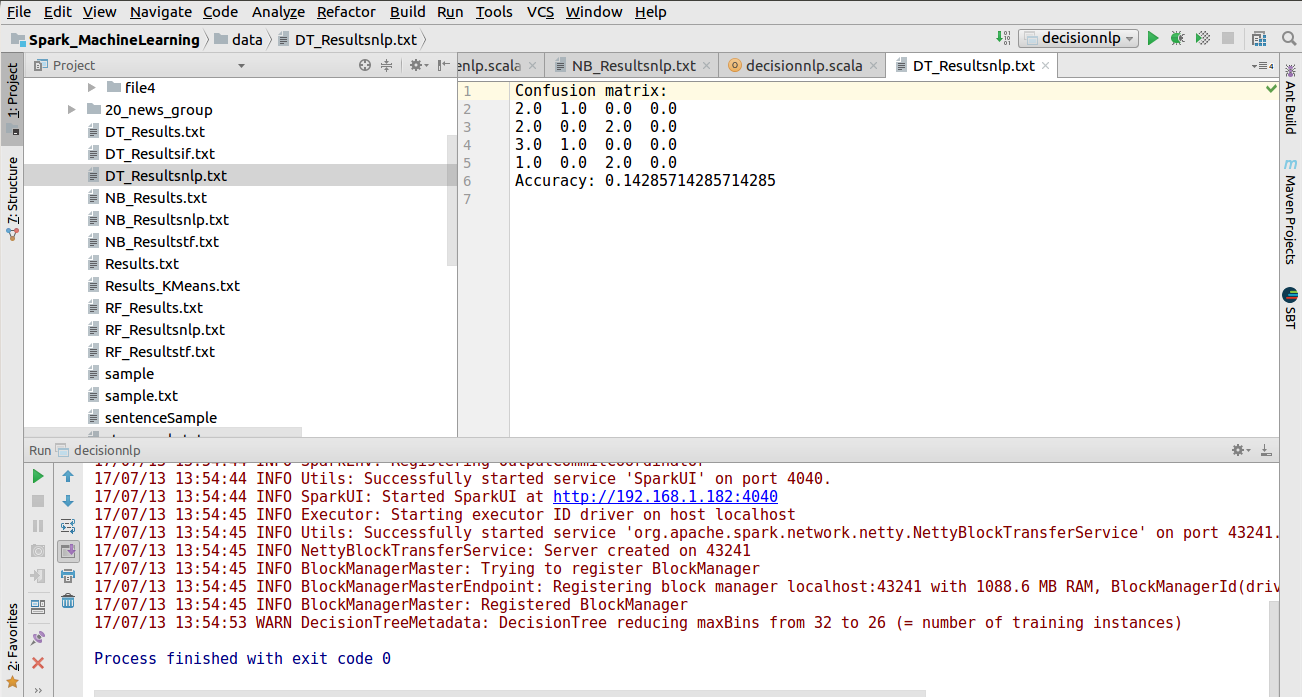 File Edit View Navigate Code Analyze Refactor Build Run Tools VCS Window Help
Spark_MachineLearning data DT_Resultsnlp.txt decisionnlp
1: Project
7: Structure
2: Favorites
Project
file4
20_news_group
DT_Results.txt
DT_Resultsif.txt
DT_Resultsnlp.txt
NB_Results.txt
NB_Resultsnlp.txt
NB_Resultstf.txt
Results.txt
Results_KMeans.txt
RF_Results.txt
RF_Resultsnlp.txt
RF_Resultstf.txt
sample
sample.txt
sentenceSample
enlp.scala NB_Resultsnlp.txt decisionnlp.scala DT_Resultsnlp.txt 4
1 Confusion matrix:
2 2.0 1.0 0.0 0.0
3 2.0 0.0 2.0 0.0
4 3.0 1.0 0.0 0.0
5 1.0 0.0 2.0 0.0
6 Accuracy: 0.14285714285714285
7
Ant Build
m Maven Projects
SBT
Run decisionnlp
17/07/13 13:54:44 INFO SparkEnv: Registering OutputCommitCoordinator
17/07/13 13:54:44 INFO Utils: Successfully started service 'SparkUI' on port 4040.
17/07/13 13:54:44 INFO SparkUI: Started SparkUI at http://192.168.1.182:4040
17/07/13 13:54:45 INFO Executor: Starting executor ID driver on host localhost
17/07/13 13:54:45 INFO Utils: Successfully started service 'org.apache.spark.network.netty.NettyBlockTransferService' on port 43241.
17/07/13 13:54:45 INFO NettyBlockTransferService: Server created on 43241
17/07/13 13:54:45 INFO BlockManagerMaster: Trying to register BlockManager
17/07/13 13:54:45 INFO BlockManagerMasterEndpoint: Registering block manager localhost:43241 with 1088.6 MB RAM, BlockManagerId(driv
17/07/13 13:54:45 INFO BlockManagerMaster: Registered BlockManager
17/07/13 13:54:53 WARN DecisionTreeMetadata: DecisionTree reducing maxBins from 32 to 26 (= number of training instances)
Process finished with exit code 0